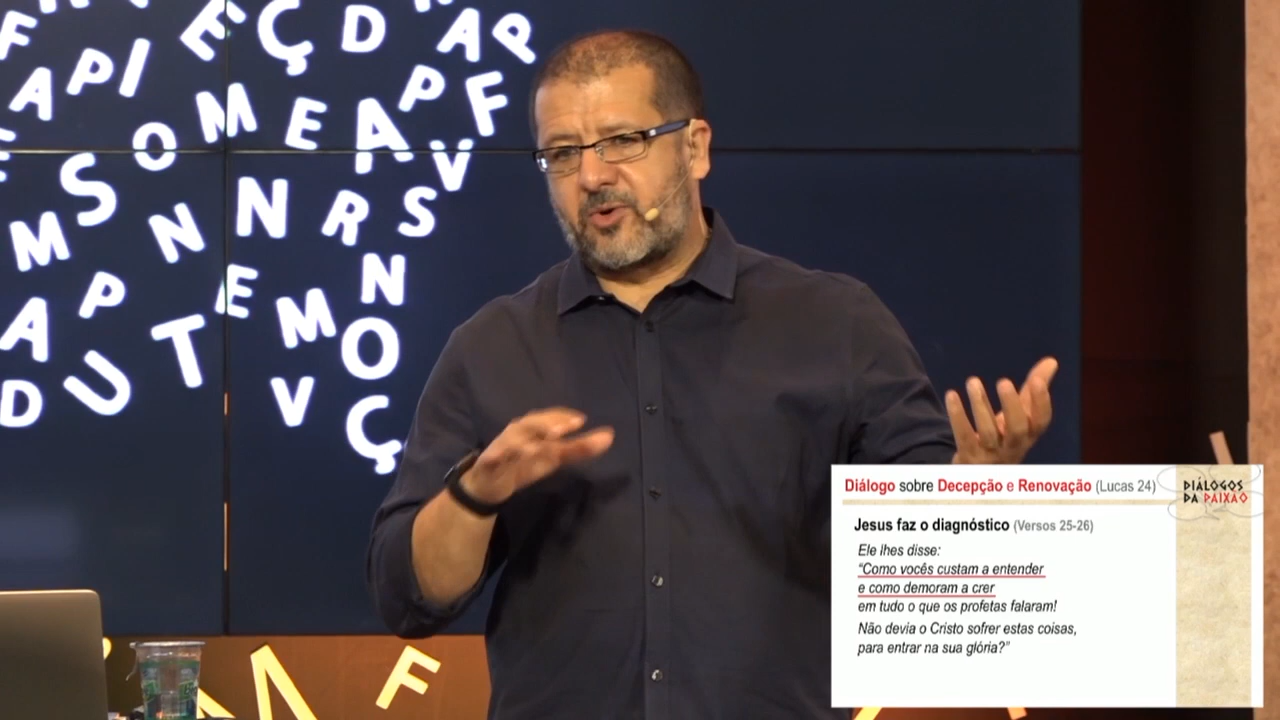 Diálogo sobre Decepção e Renovação (Lucas 24)
DIÁLOGOS
DA PAIXÃO
Jesus faz o diagnóstico (Versos 25-26)
Ele lhes disse:
“Como vocês custam a entender
e como demoram a crer
em tudo o que os profetas falaram!
Não devia o Cristo sofrer estas coisas,
para entrar na sua glória?”